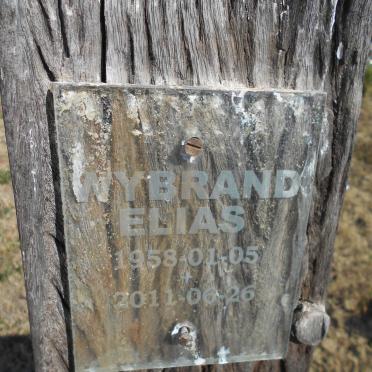 WYBRAND
ELIAS
1958-01-05
+
2011-06-26